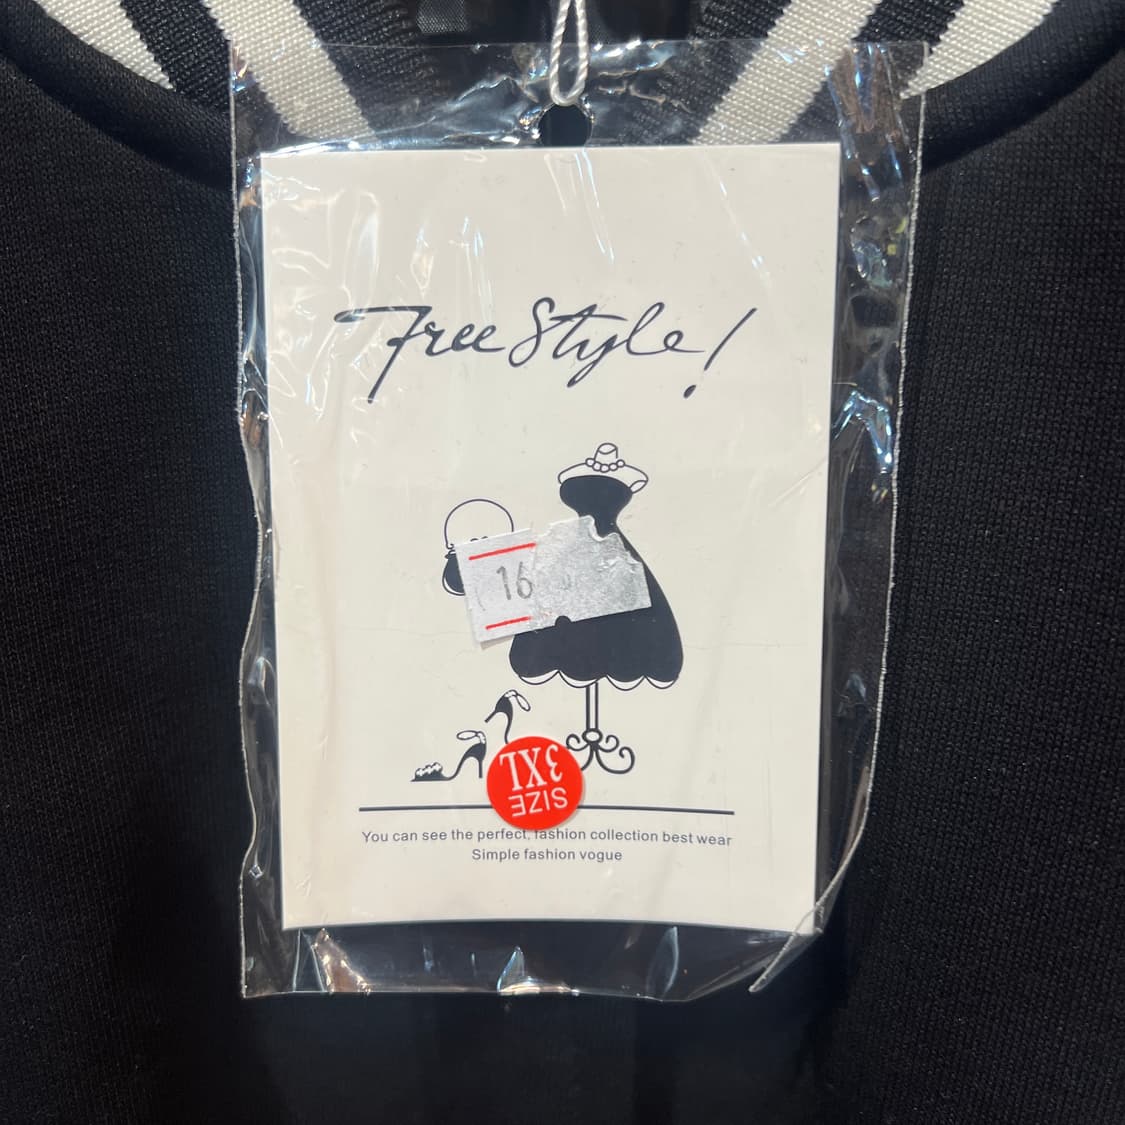 Free Style!
16
SIZE
3XL
You can see the perfect, fashion collection best wear
Simple fashion vogue